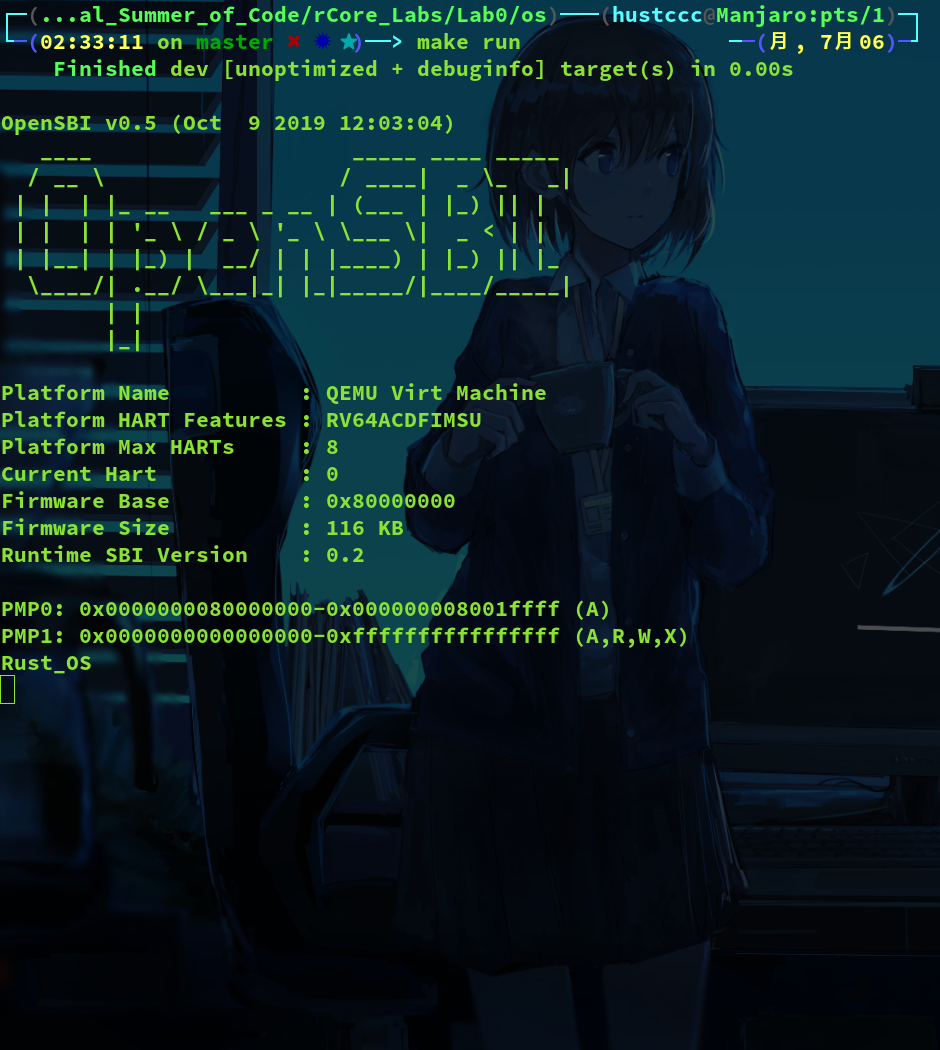 (...al_Summer_of_Code/rCore_Labs/Lab0/os) (hustccc@Manjaro:pts/1)
(02:33:11 on master ✖ ✹ ★)—> make run (月, 7月06)
Finished dev [unoptimized + debuginfo] target(s) in 0.00s
OpenSBI v0.5 (Oct  9 2019 12:03:04)
   ____                    _____ ____ _____
  / __ \                  / ____|  _ \_   _|
 | |  | |_ __   ___ _ __ | (___ | |_) || |
 | |  | | '_ \ / _ \ '_ \ \___ \|  _ < | |
 | |__| | |_) |  __/ | | |____) | |_) || |_
  \____/| .__/ \___|_| |_|_____/|____/_____|
        | |
        |_|
Platform Name          : QEMU Virt Machine
Platform HART Features : RV64ACDFIMSU
Platform Max HARTs     : 8
Current Hart           : 0
Firmware Base          : 0x80000000
Firmware Size          : 116 KB
Runtime SBI Version    : 0.2
PMP0: 0x0000000080000000-0x000000008001ffff (A)
PMP1: 0x0000000000000000-0xffffffffffffffff (A,R,W,X)
Rust_OS